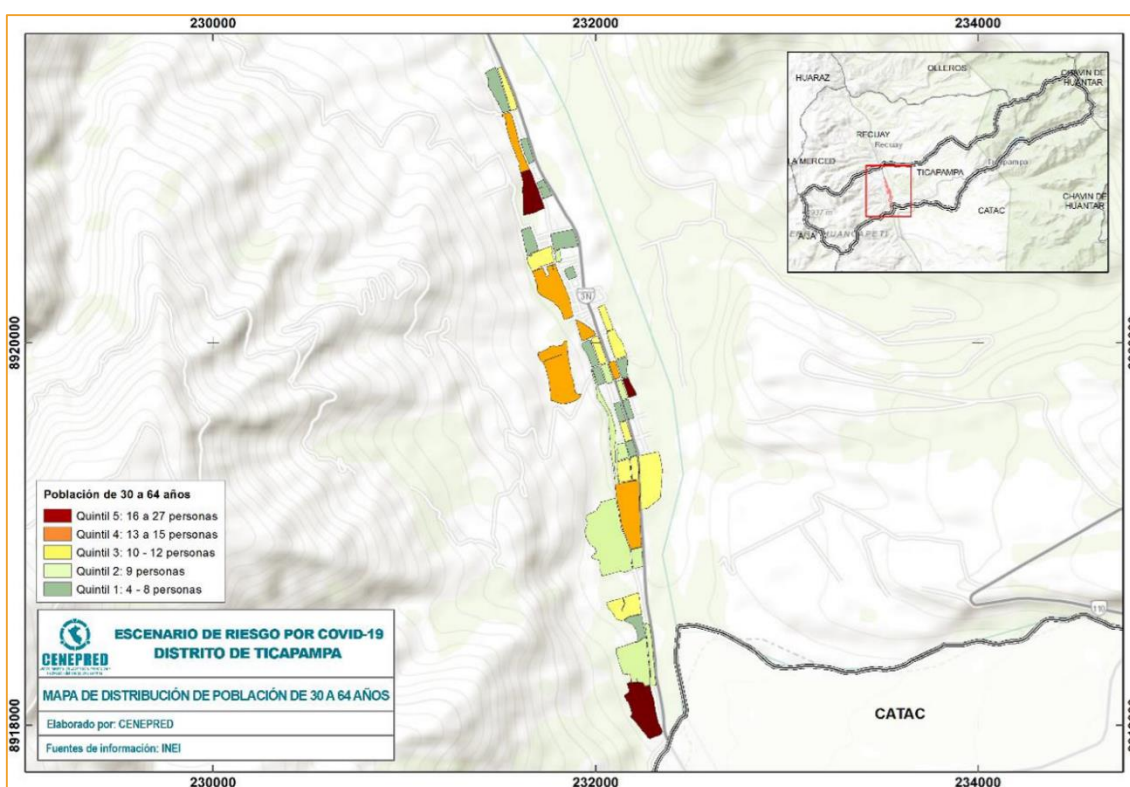 230000
232000
234000
HUARAZ
OLLEROS
CHAVIN DE
HUANTAR
RECUAY
Recuay
LA MERCED
TICAPAMPA
Ticapampa
CATAC
CHAVIN DE
HUANTAR
AIJA
8920000
3N
Población de 30 a 64 años
Quintil 5: 16 a 27 personas
Quintil 4: 13 a 15 personas
Quintil 3: 10 - 12 personas
Quintil 2: 9 personas
Quintil 1: 4 - 8 personas
110
CENEPRED
ESCENARIO DE RIESGO POR COVID-19
DISTRITO DE TICAPAMPA
MAPA DE DISTRIBUCIÓN DE POBLACIÓN DE 30 A 64 AÑOS
Elaborado por: CENEPRED
Fuentes de información: INEI
CATAC
8918000
230000
232000
234000